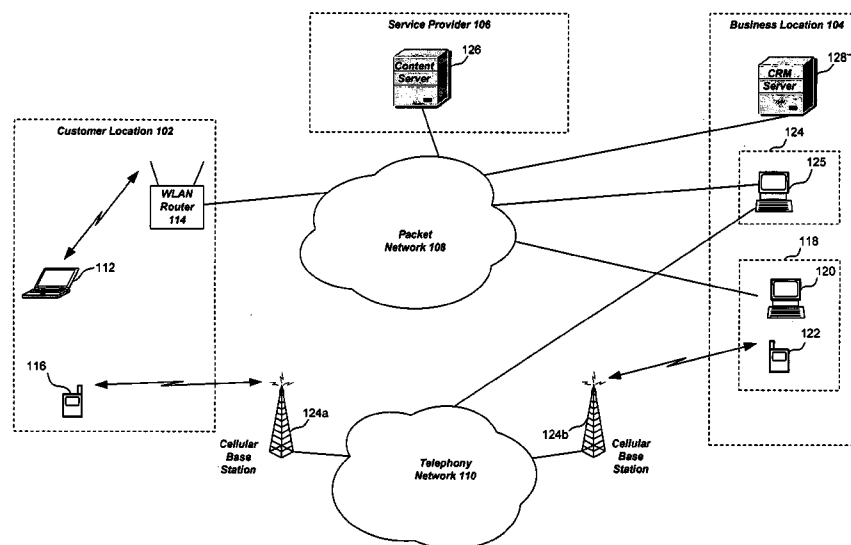 Service Provider 106
126
Content
Server
Business Location 104
128
CRM
Server
Customer Location 102
124
125
WLAN
Router
114
Packet
Network 108
118
112
120
122
116
124a
124b
Cellular
Base
Station
Cellular
Base
Station
Telephony
Network 110